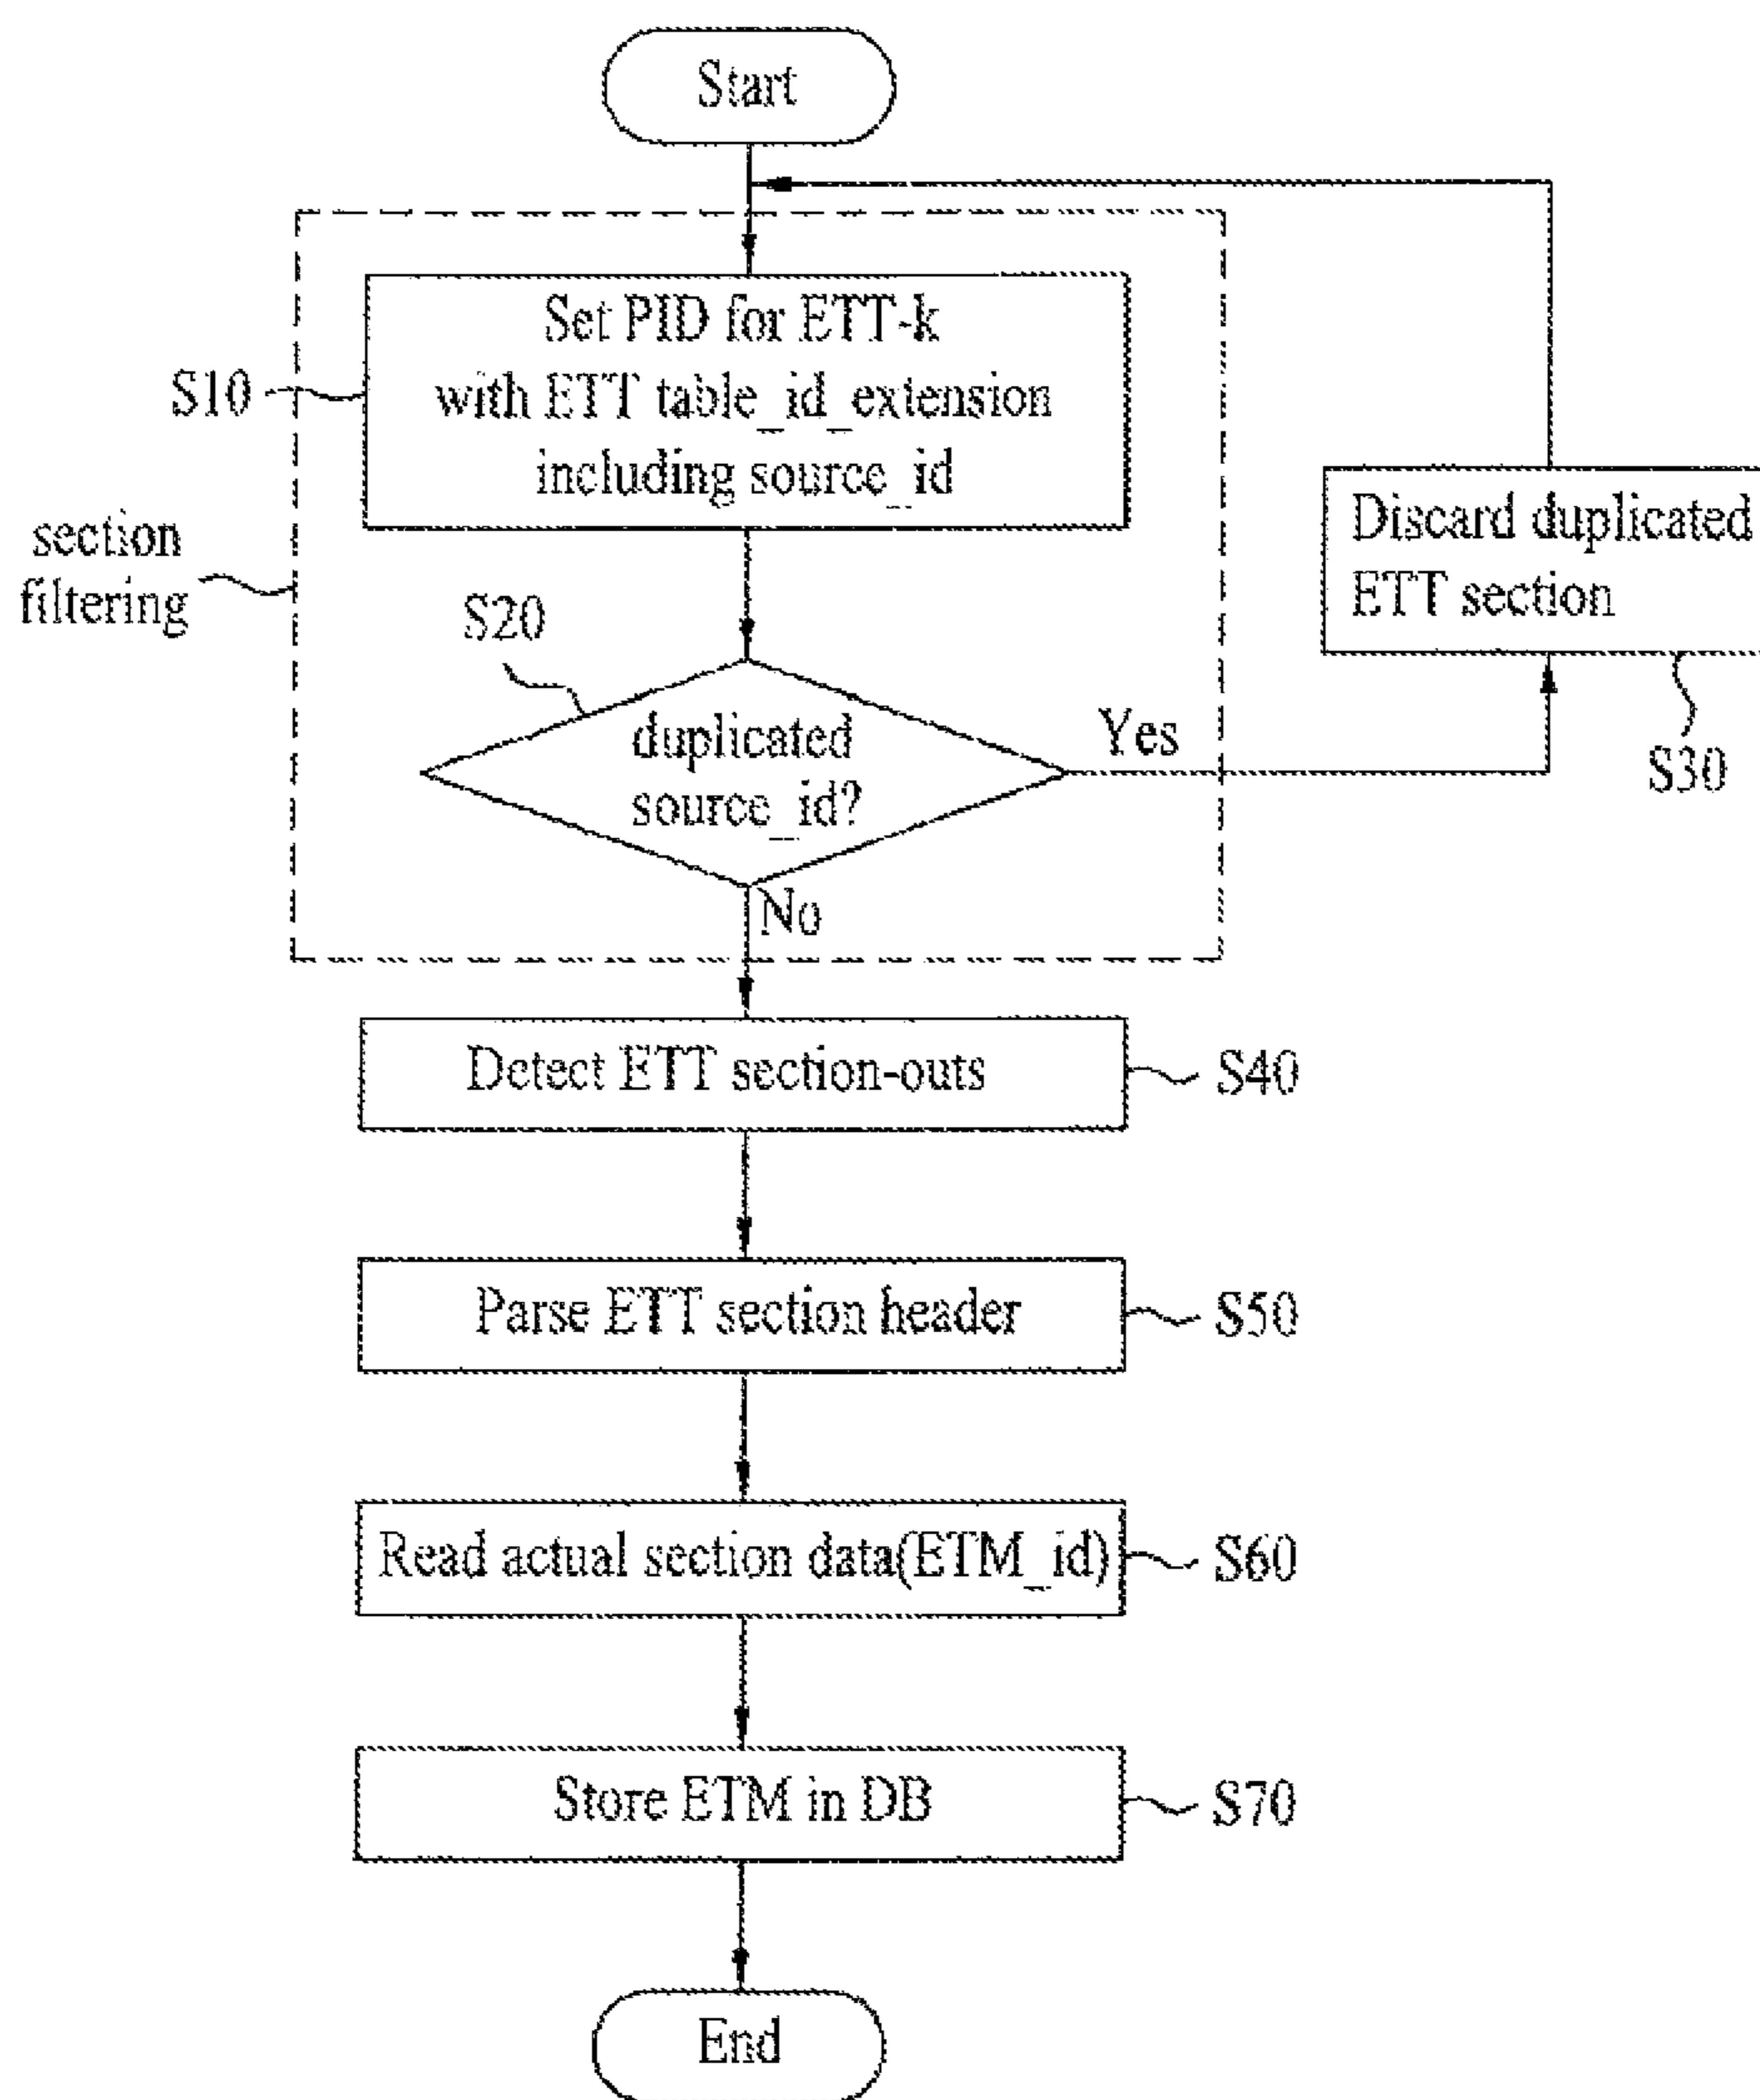 Start
Set PID for ETT-k
with ETT table_id_extension
including source_id
S10
section
filtering
Discard duplicated
ETT section
S30
S20
duplicated
source_id?
Yes
No
Detect ETT section-outs
S40
Parse ETT section header
S50
Read actual section data(ETM_id)
S60
Store ETM in DB
S70
End